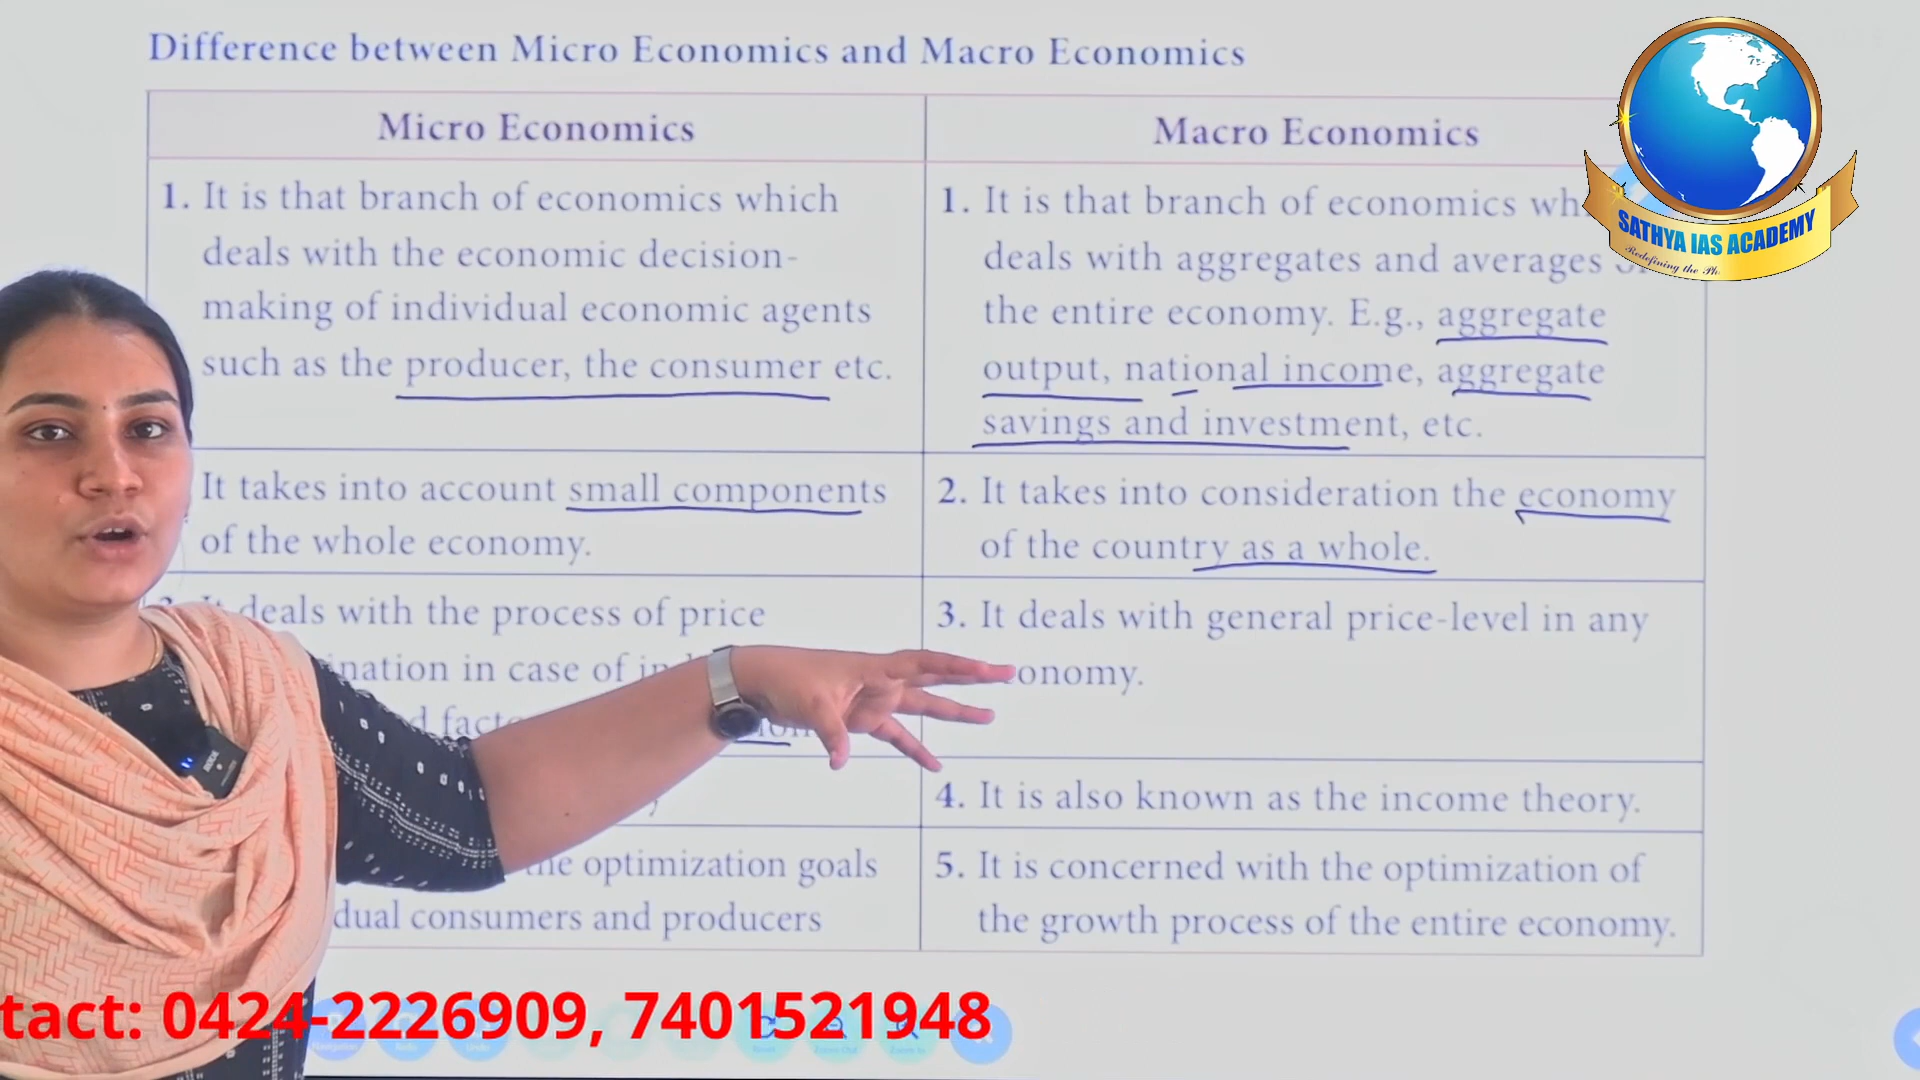 Difference between Micro Economics and Macro Economics
Micro Economics
Macro Economics
1. It is that branch of economics which
deals with the economic decision-
making of individual economic agents
such as the producer, the consumer etc.
1. It is that branch of economics
deals with aggregates and averages
the entire economy. E.g., aggregate
output, national income, aggregate
savings and investment, etc.
It takes into account small components
of the whole economy.
2. It takes into consideration the economy
of the country as a whole.
deals with the process of price
in case of
3. It deals with general price-level in any
4. It is also known as the income theory.
optimization goals
consumers and producers
5. It is concerned with the optimization of
the growth process of the entire economy.
SATHYA IAS ACADEMY
Redefining the
0424-2226909, 7401521948